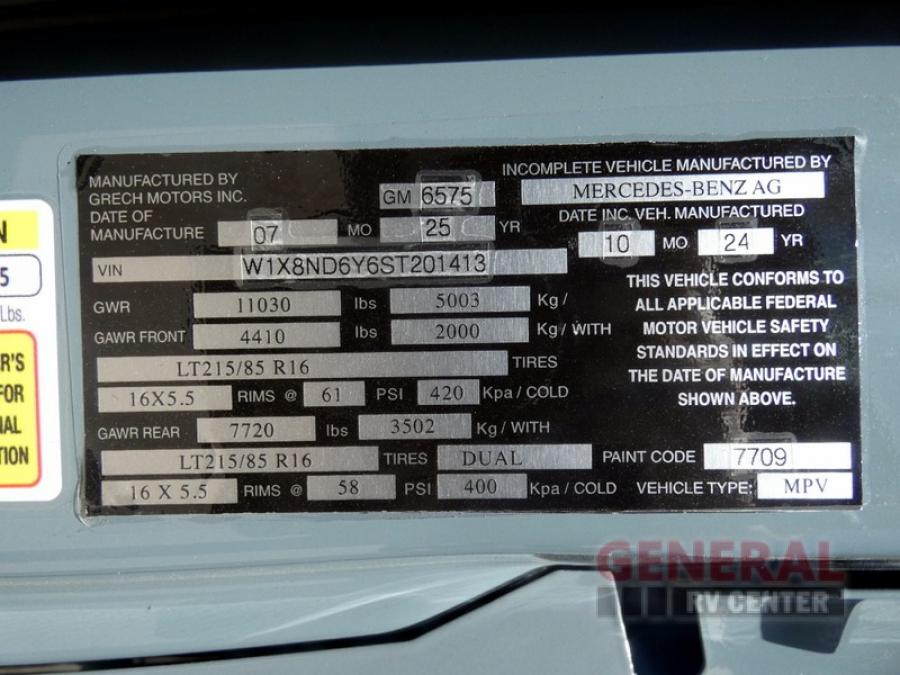 MANUFACTURED BY
GRECH MOTORS INC.
GM 6575
DATE OF
MANUFACTURE 07 MO 25 YR
INCOMPLETE VEHICLE MANUFACTURED BY
MERCEDES-BENZ AG
DATE INC. VEH. MANUFACTURED
10 MO 24 YR
VIN W1X8ND6Y6ST201413
GWR 11030 lbs 5003 Kg/
GAWR FRONT 4410 lbs 2000 Kg/WITH
LT215/85 R16 TIRES
16X5.5 RIMS @ 61 PSI 420 Kpa/COLD
GAWR REAR 7720 lbs 3502 Kg/WITH
LT215/85 R16 TIRES DUAL
16 X 5.5 RIMS @ 58 PSI 400 Kpa/COLD
THIS VEHICLE CONFORMS TO
ALL APPLICABLE FEDERAL
MOTOR VEHICLE SAFETY
STANDARDS IN EFFECT ON
THE DATE OF MANUFACTURE
SHOWN ABOVE.
PAINT CODE 7709
VEHICLE TYPE: MPV
N
5
Lbs.
R'S
FOR
NAL
TION
GENERAL
RV CENTER